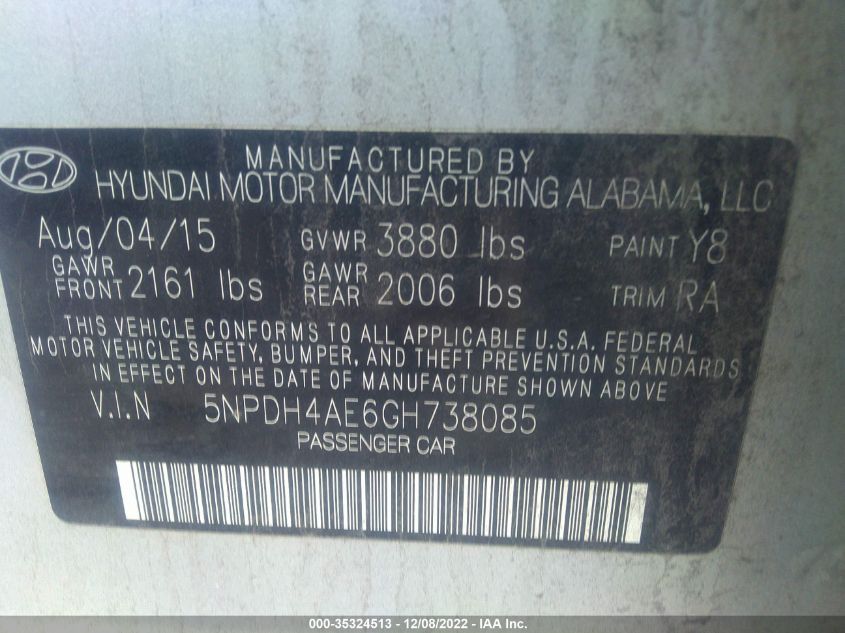 MANUFACTURED BY
HYUNDAI MOTOR MANUFACTURING ALABAMA, LLC
Aug/04/15 GVWR 3880 lbs PAINT Y8
GAWR FRONT 2161 lbs GAWR REAR 2006 lbs TRIM RA
THIS VEHICLE CONFORMS TO ALL APPLICABLE U.S.A. FEDERAL
MOTOR VEHICLE SAFETY, BUMPER, AND THEFT PREVENTION STANDARDS
IN EFFECT ON THE DATE OF MANUFACTURE SHOWN ABOVE
V.I.N 5NPDH4AE6GH738085
PASSENGER CAR
000-35324513 - 12/08/2022 - IAA Inc.